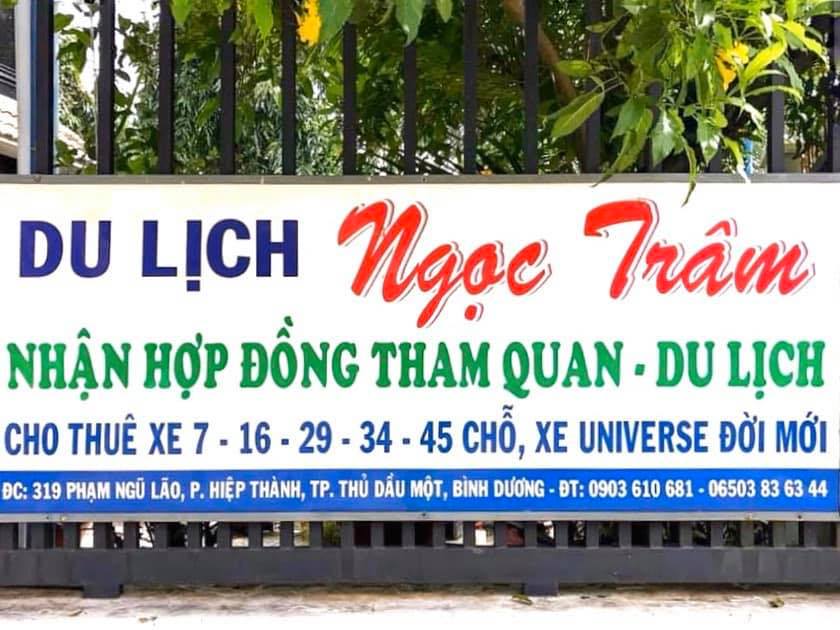 DU LỊCH Ngọc Trâm
NHẬN HỢP ĐỒNG THAM QUAN - DU LỊCH
CHO THUÊ XE 7 - 16 - 29 - 34 - 45 CHỖ, XE UNIVERSE ĐỜI MỚI
ĐC: 319 PHẠM NGŨ LÃO, P. HIỆP THÀNH, TP. THỦ DẦU MỘT, BÌNH DƯƠNG - ĐT: 0903 610 681 - 06503 83 63 44